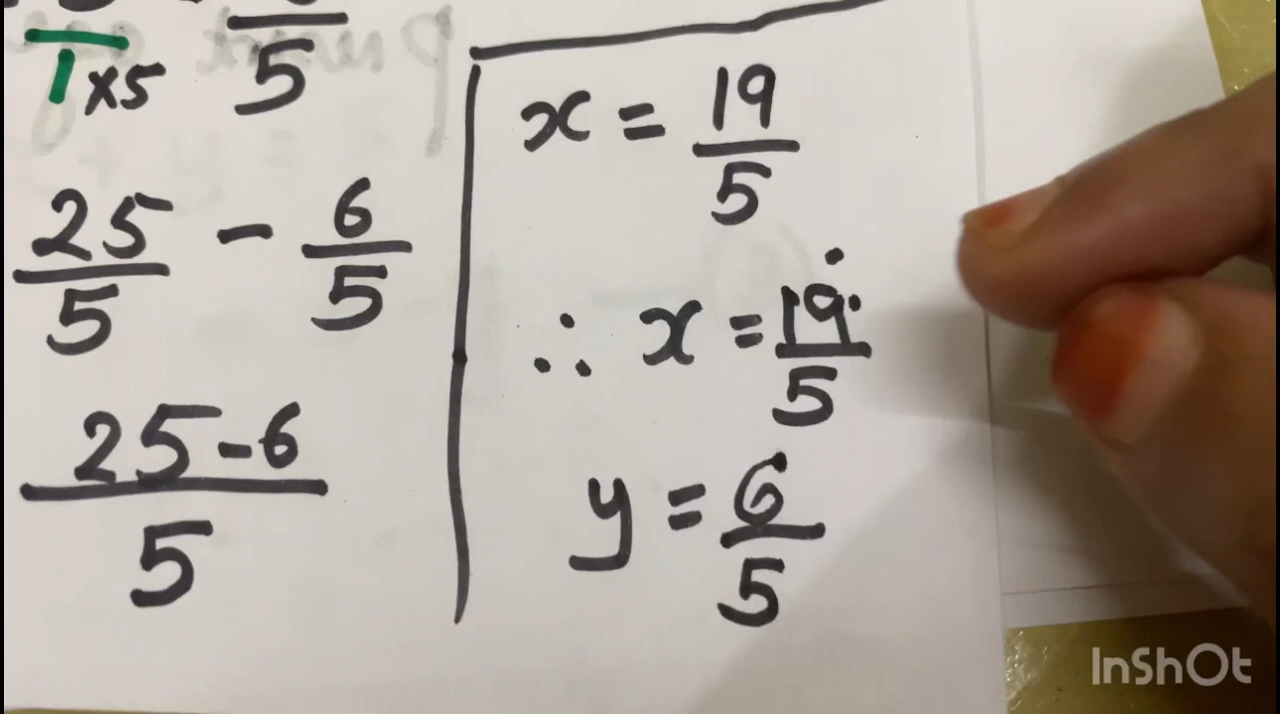 1 ×5 5
25/5 - 6/5
25-6/5
x = 19/5
∴ x = 19/5
y = 6/5
InShOt